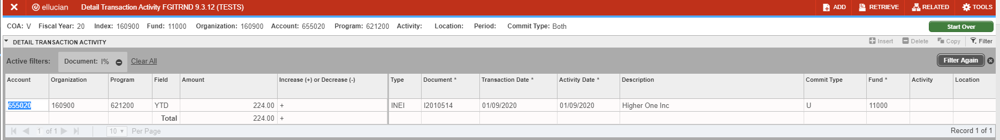 ✕ ellucian Detail Transaction Activity FGITRND 9.3.12 (TESTS) ADD RETRIEVE RELATED TOOLS
COA: V Fiscal Year: 20 Index: 160900 Fund: 11000 Organization: 160900 Account: 655020 Program: 621200 Activity: Location: Period: Commit Type: Both Start Over
DETAIL TRANSACTION ACTIVITY Insert Delete Copy Filter
Active filters: Document: I% Clear All Filter Again
Account Organization Program Field Amount Increase (+) or Decrease (-) Type Document * Transaction Date * Activity Date * Description Commit Type Fund * Activity Location
655020 160900 621200 YTD 224.00 + INEI I2010514 01/09/2020 01/09/2020 Higher One Inc U 11000
Total 224.00 +
1 of 1 10 Per Page Record 1 of 1